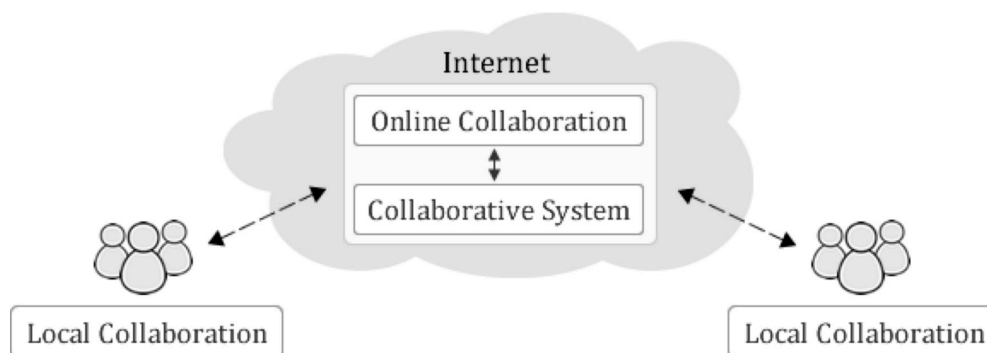 Internet
Online Collaboration
Collaborative System
Local Collaboration
Local Collaboration